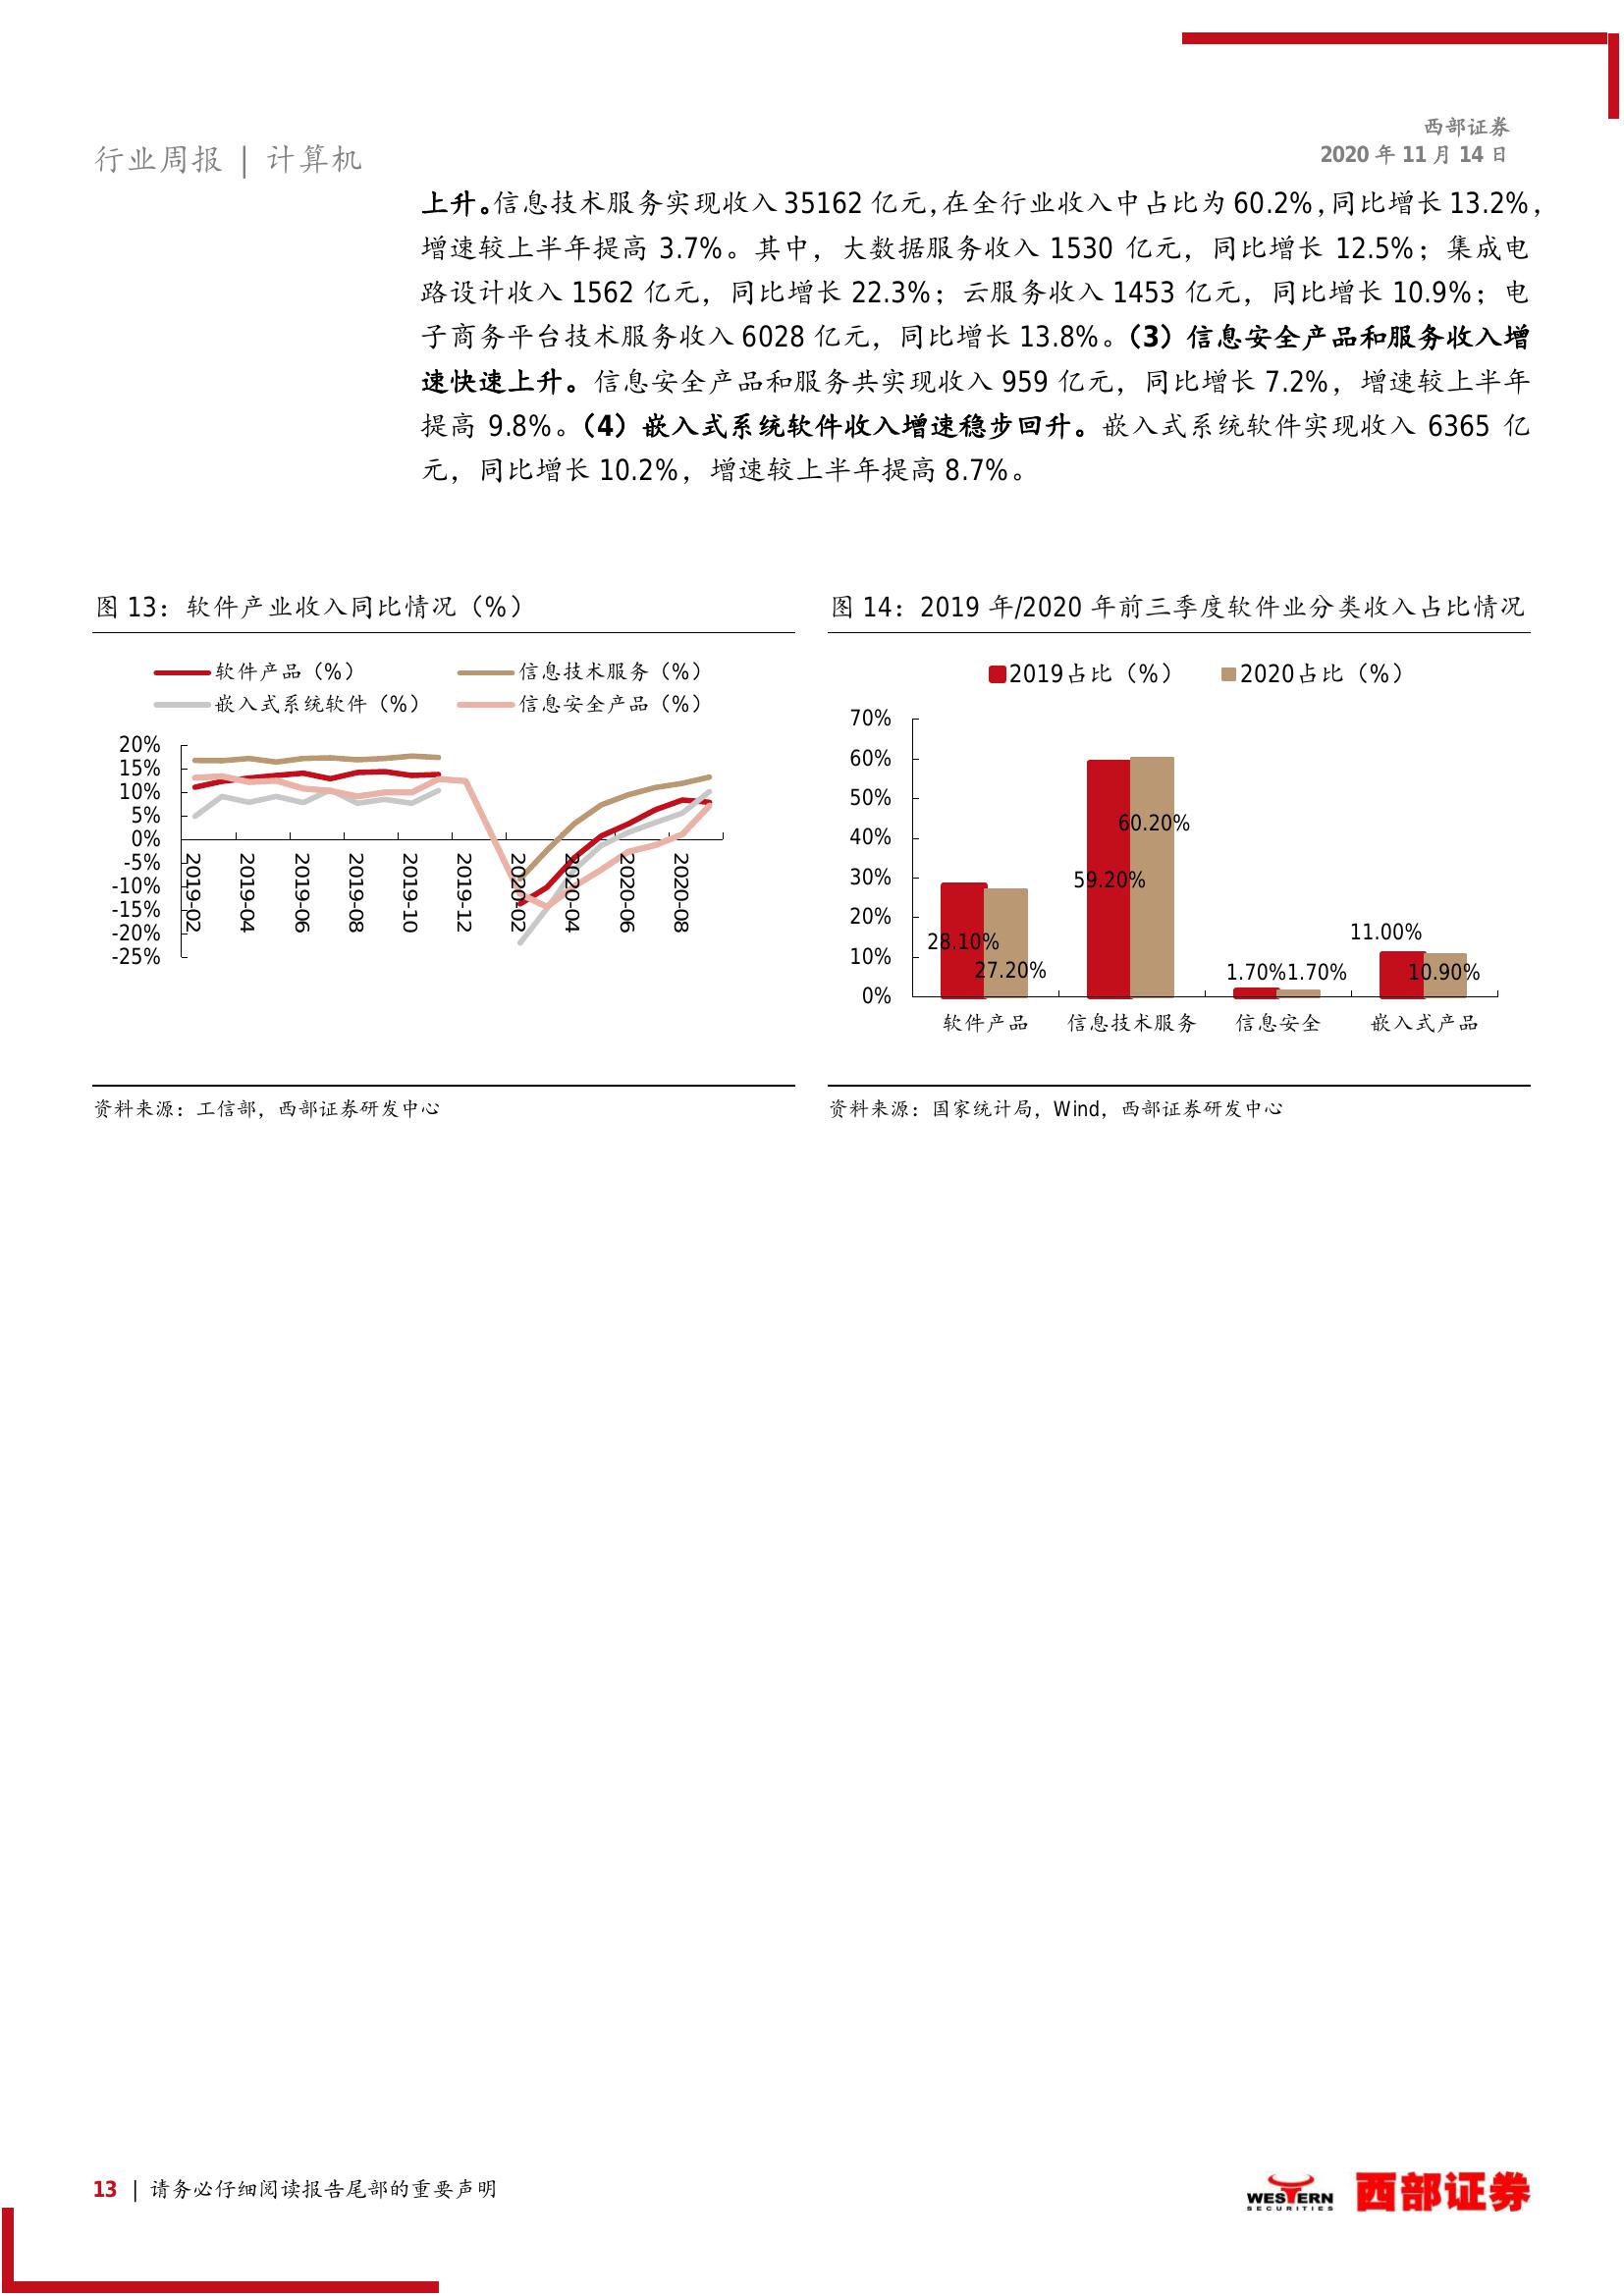 西部证券
2020 年 11 月 14 日
行业周报 | 计算机
上升。信息技术服务实现收入 35162 亿元，在全行业收入中占比为 60.2%，同比增长 13.2%，
增速较上半年提高 3.7%。其中，大数据服务收入 1530 亿元，同比增长 12.5%；集成电
路设计收入 1562 亿元，同比增长 22.3%；云服务收入 1453 亿元，同比增长 10.9%；电
子商务平台技术服务收入 6028 亿元，同比增长 13.8%。（3）信息安全产品和服务收入增
速快速上升。信息安全产品和服务共实现收入 959 亿元，同比增长 7.2%，增速较上半年
提高 9.8%。（4）嵌入式系统软件收入增速稳步回升。嵌入式系统软件实现收入 6365 亿
元，同比增长 10.2%，增速较上半年提高 8.7%。
图 13：软件产业收入同比情况（%）
软件产品（%） 信息技术服务（%）
嵌入式系统软件（%） 信息安全产品（%）
20%
15%
10%
5%
0%
-5%
-10%
-15%
-20%
-25%
2019-02 2019-04 2019-06 2019-08 2019-10 2019-12 2020-02 2020-04 2020-06 2020-08
资料来源：工信部，西部证券研发中心
图 14：2019 年/2020 年前三季度软件业分类收入占比情况
2019占比（%） 2020占比（%）
70%
60%
50%
40%
30%
20%
10%
0%
28.10%
27.20%
59.20%
60.20%
1.70% 1.70%
11.00%
10.90%
软件产品 信息技术服务 信息安全 嵌入式产品
资料来源：国家统计局，Wind，西部证券研发中心
13 | 请务必仔细阅读报告尾部的重要声明
WESTERN
SECURITIES
西部证券